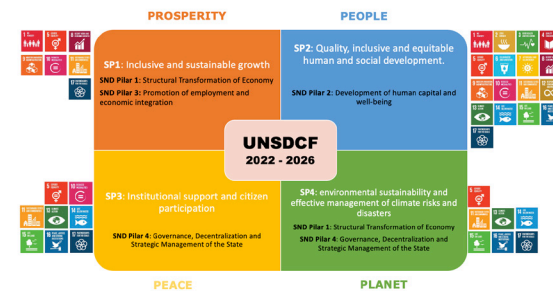 PROSPERITY
PEOPLE
SP1: Inclusive and sustainable growth
SND Pilar 1: Structural Transformation of Economy
SND Pilar 3: Promotion of employment and
economic integration
SP2: Quality, inclusive and equitable
human and social development.
SND Pilar 2: Development of human capital and
well-being
UNSDCF
2022 - 2026
SP3: Institutional support and citizen
participation
SND Pilar 4: Governance, Decentralization and
Strategic Management of the State
SP4: environmental sustainability and
effective management of climate risks and
disasters
SND Pilar 1: Structural Transformation of Economy
SND Pilar 4: Governance, Decentralization and
Strategic Management of the State
PEACE
PLANET